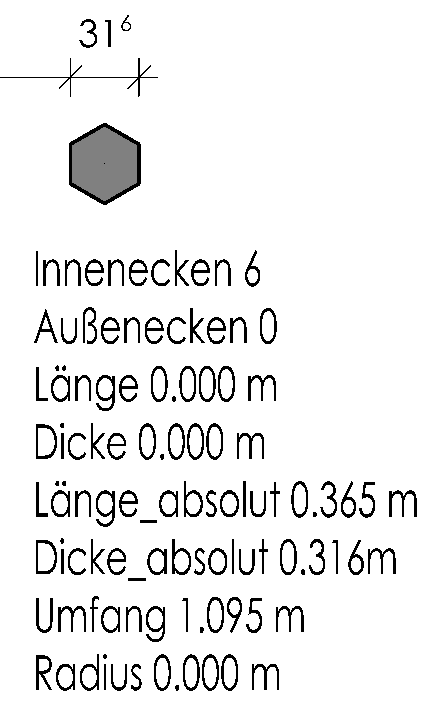 31⁶
Innenecken 6
Außenecken 0
Länge 0.000 m
Dicke 0.000 m
Länge_absolut 0.365 m
Dicke_absolut 0.316m
Umfang 1.095 m
Radius 0.000 m